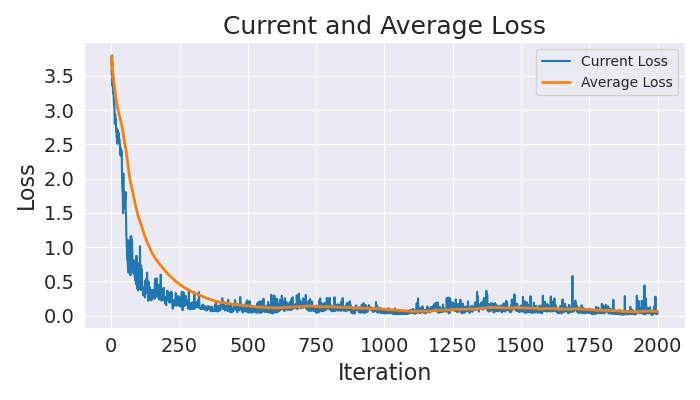 Current and Average Loss
Current Loss
Average Loss
Loss
3.5
3.0
2.5
2.0
1.5
1.0
0.5
0.0
0 250 500 750 1000 1250 1500 1750 2000
Iteration